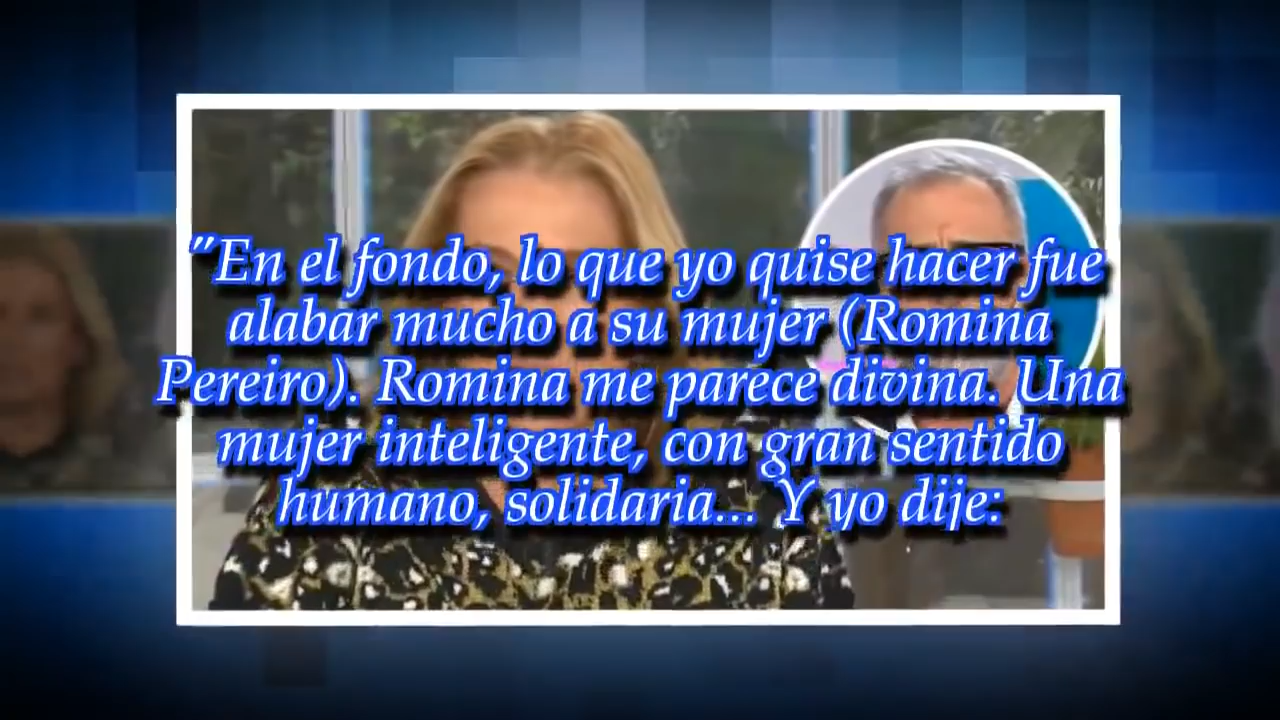 "En el fondo, lo que yo quise hacer fue
alabar mucho a su mujer (Romina
Pereiro). Romina me parece divina. Una
mujer inteligente, con gran sentido
humano, solidaria... Y yo dije: